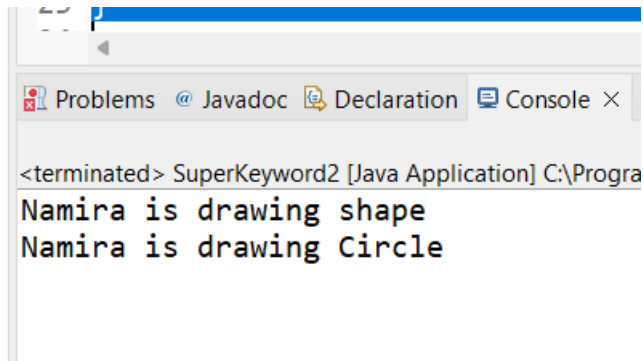 Problems @ Javadoc Declaration Console ×
<terminated> SuperKeyword2 [Java Application] C:\Progra
Namira is drawing shape
Namira is drawing Circle